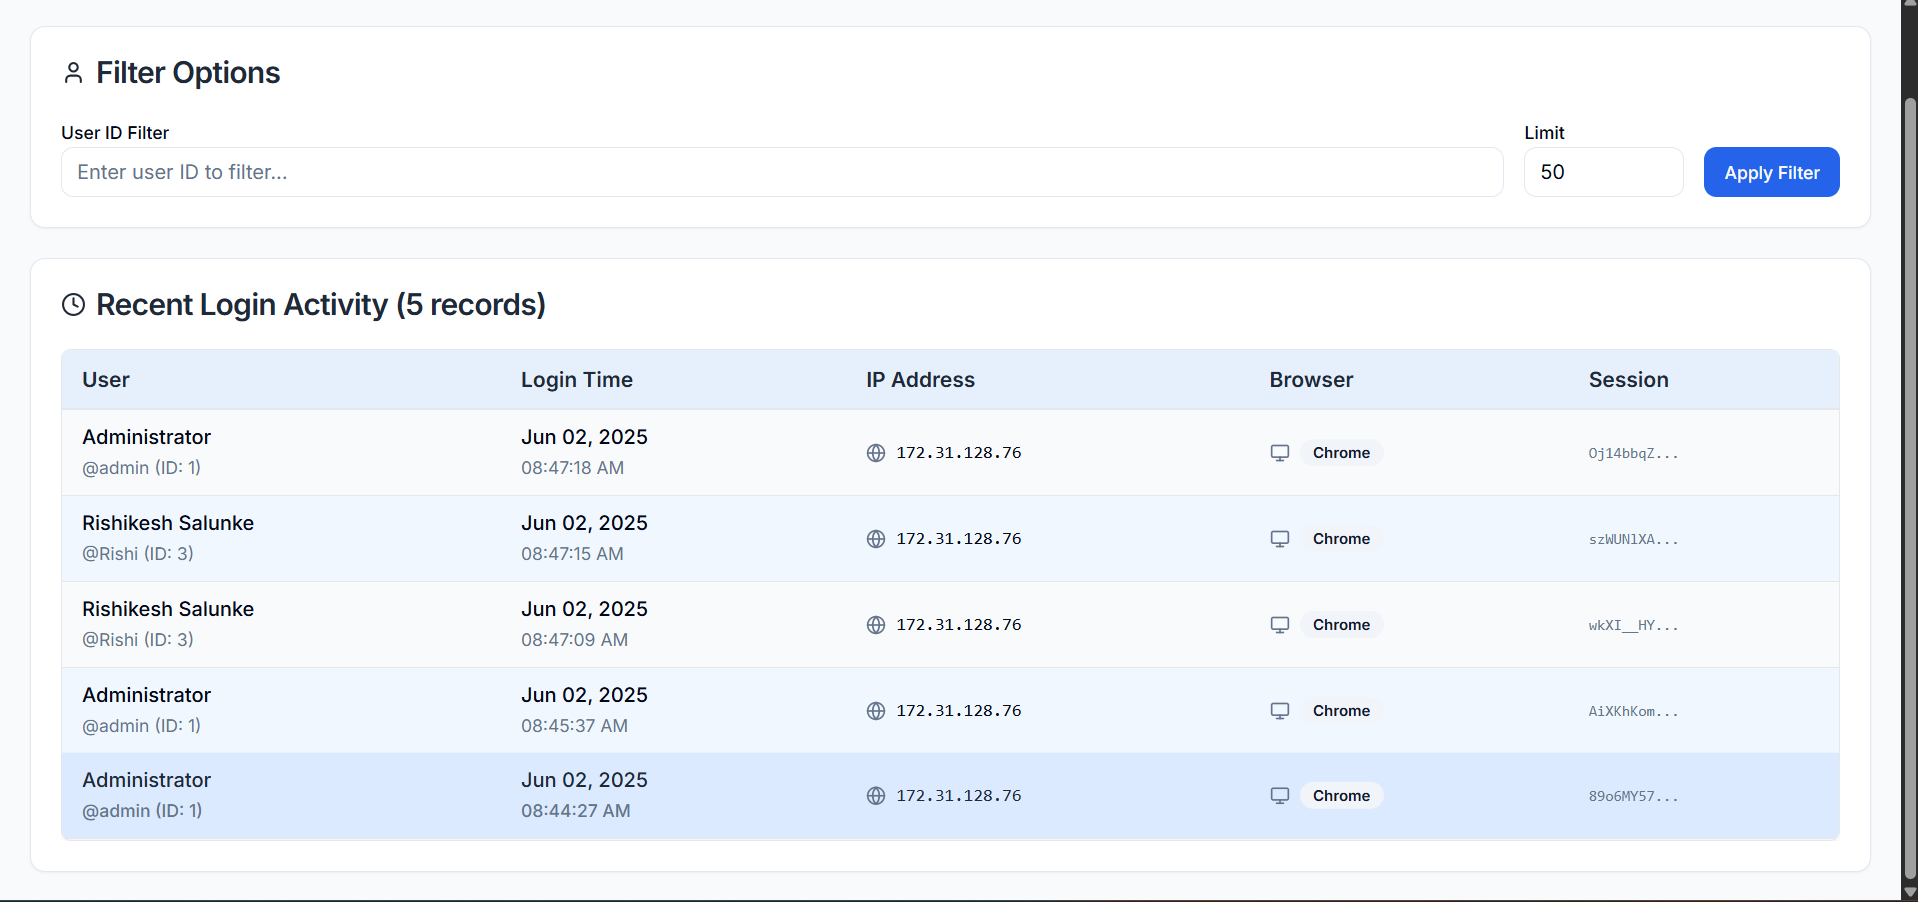 Filter Options
User ID Filter
Limit
Enter user ID to filter...
50
Apply Filter
Recent Login Activity (5 records)
User Login Time IP Address Browser Session
Administrator Jun 02, 2025
@admin (ID: 1) 08:47:18 AM
172.31.128.76 Chrome Oj14bbqZ...
Rishikesh Salunke Jun 02, 2025
@Rishi (ID: 3) 08:47:15 AM
172.31.128.76 Chrome szWUNlXA...
Rishikesh Salunke Jun 02, 2025
@Rishi (ID: 3) 08:47:09 AM
172.31.128.76 Chrome wkXI__HY...
Administrator Jun 02, 2025
@admin (ID: 1) 08:45:37 AM
172.31.128.76 Chrome AiXKhKom...
Administrator Jun 02, 2025
@admin (ID: 1) 08:44:27 AM
172.31.128.76 Chrome 89o6MY57...